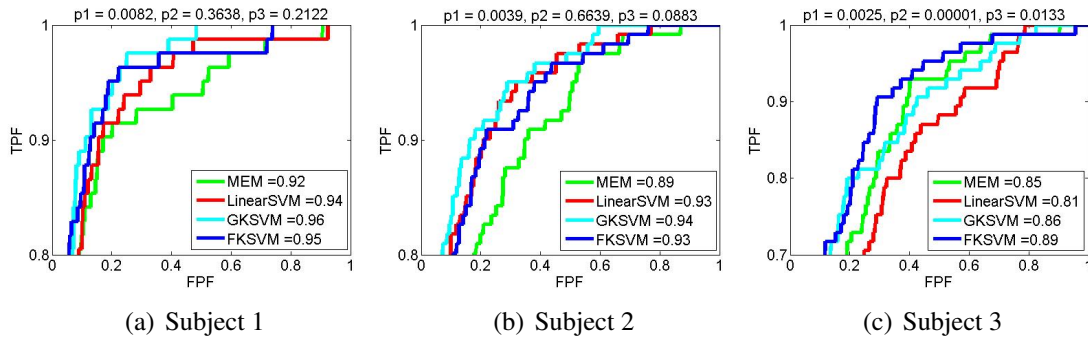 p1 = 0.0082, p2 = 0.3638, p3 = 0.2122
1
0.9
0.8
TPF
0 0.2 0.4 0.6 0.8 1
FPF
MEM =0.92
LinearSVM =0.94
GKSVM =0.96
FKSVM =0.95
(a) Subject 1
p1 = 0.0039, p2 = 0.6639, p3 = 0.0883
1
0.9
0.8
TPF
0 0.2 0.4 0.6 0.8 1
FPF
MEM =0.89
LinearSVM =0.93
GKSVM =0.94
FKSVM =0.93
(b) Subject 2
p1 = 0.0025, p2 = 0.00001, p3 = 0.0133
1
0.9
0.8
0.7
TPF
0 0.2 0.4 0.6 0.8 1
FPF
MEM =0.85
LinearSVM =0.81
GKSVM =0.86
FKSVM =0.89
(c) Subject 3